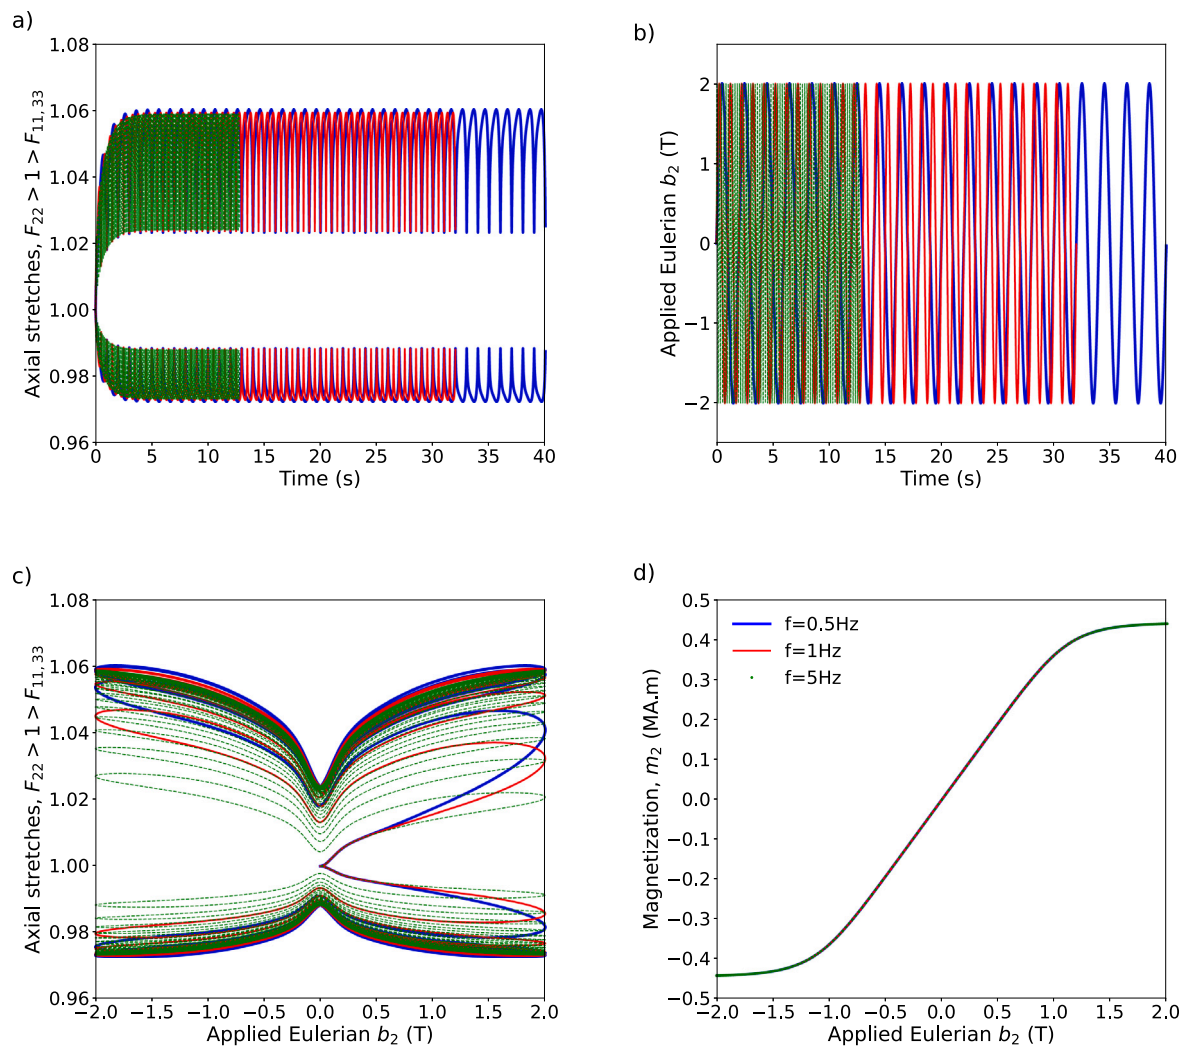 a)
Axial stretches, F₂₂ > 1 > F₁₁,₃₃
1.08
1.06
1.04
1.02
1.00
0.98
0.96
0 5 10 15 20 25 30 35 40
Time (s)
b)
Applied Eulerian b₂ (T)
2
1
0
−1
−2
0 5 10 15 20 25 30 35 40
Time (s)
c)
Axial stretches, F₂₂ > 1 > F₁₁,₃₃
1.08
1.06
1.04
1.02
1.00
0.98
0.96
−2.0 −1.5 −1.0 −0.5 0.0 0.5 1.0 1.5 2.0
Applied Eulerian b₂ (T)
d)
Magnetization, m₂ (MA.m)
0.5
0.4
0.3
0.2
0.1
0.0
−0.1
−0.2
−0.3
−0.4
−0.5
f=0.5Hz
f=1Hz
f=5Hz
−2.0 −1.5 −1.0 −0.5 0.0 0.5 1.0 1.5 2.0
Applied Eulerian b₂ (T)